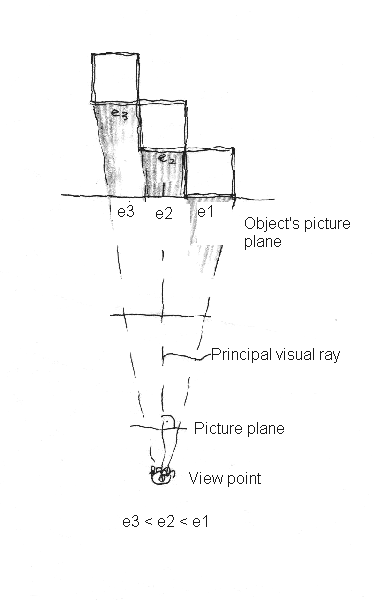 e3
e2
e3 e2 e1
Object's picture
plane
Principal visual ray
Picture plane
View point
e3 < e2 < e1